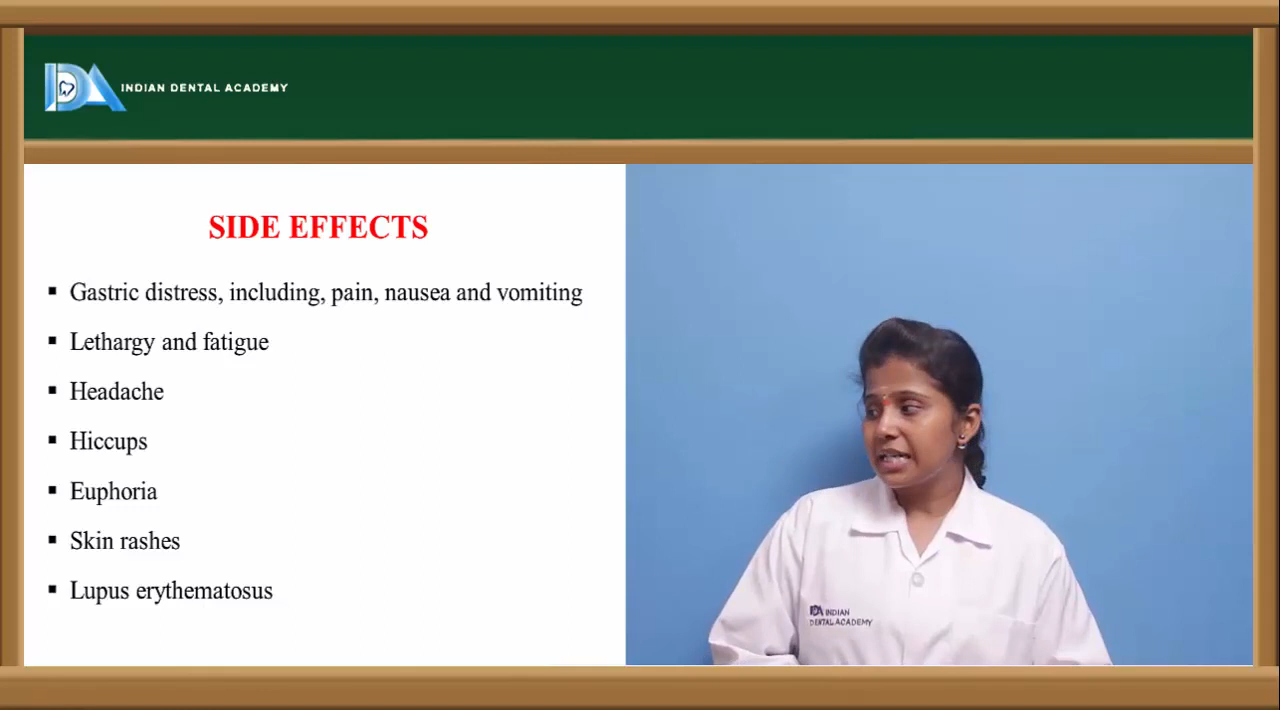 INDIAN DENTAL ACADEMY
SIDE EFFECTS
▪ Gastric distress, including, pain, nausea and vomiting
▪ Lethargy and fatigue
▪ Headache
▪ Hiccups
▪ Euphoria
▪ Skin rashes
▪ Lupus erythematosus
IDA INDIAN
DENTAL ACADEMY